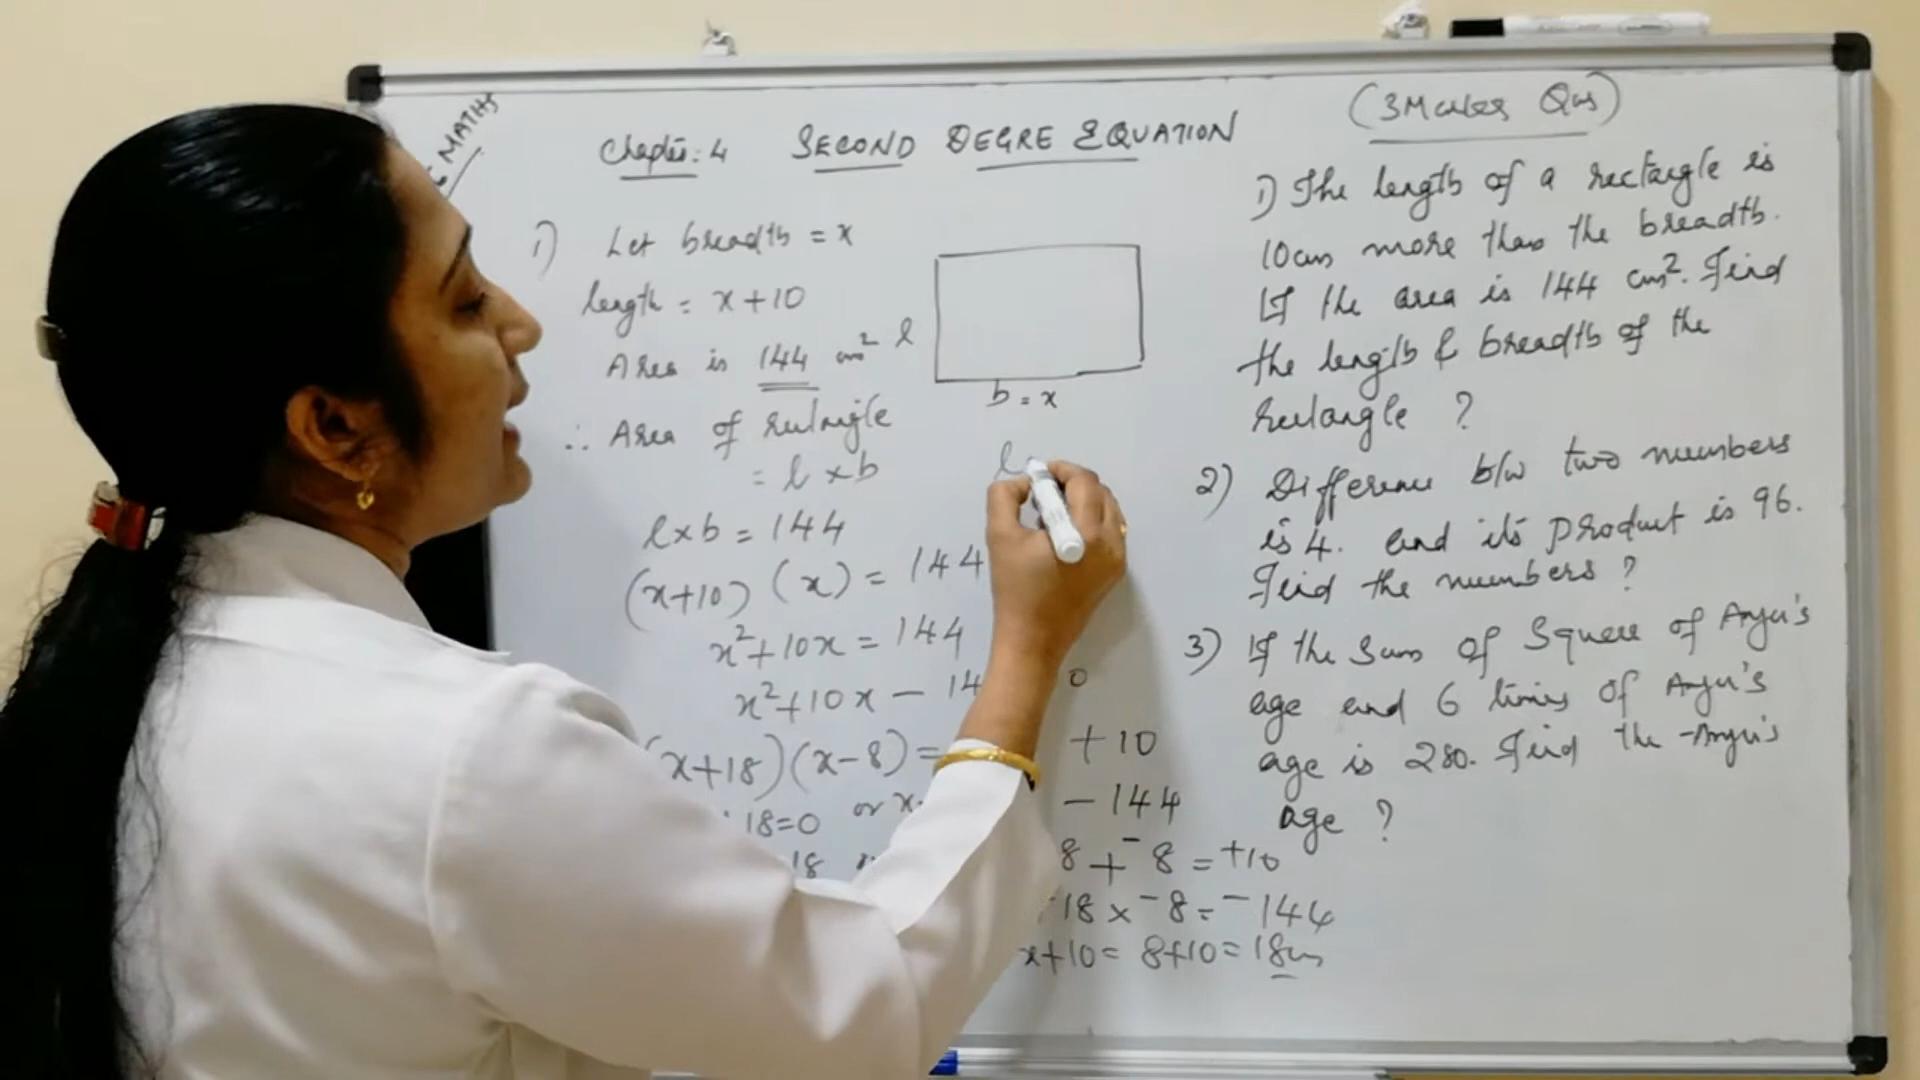 MATHS
Chapter: 4 SECOND DEGRE EQUATION
1) Let breadth = x
length = x+10
Area is 144 cm²
l
b = x
∴ Area of
= l × b
l×b = 144
(x+10) (x) = 144
x²+10x = 144
x²+10x - 14 0
(x+18)(x-8) =
18=0 or x
18
l
+10
-144
8 + -8 = +10
18 × -8 = -144
x+10 = 8+10 = 18cm
(3 Marks Qns)
1) The length of a rectangle is
10cm more than the breadth.
If the area is 144 cm². Find
the length & breadth of the
?
2) Difference b/w two numbers
is 4. and its product is 96.
Find the numbers ?
3) If the Sum of Square of Anju's
age and 6 times of Anju's
age is 280. Find the Anju's
age ?